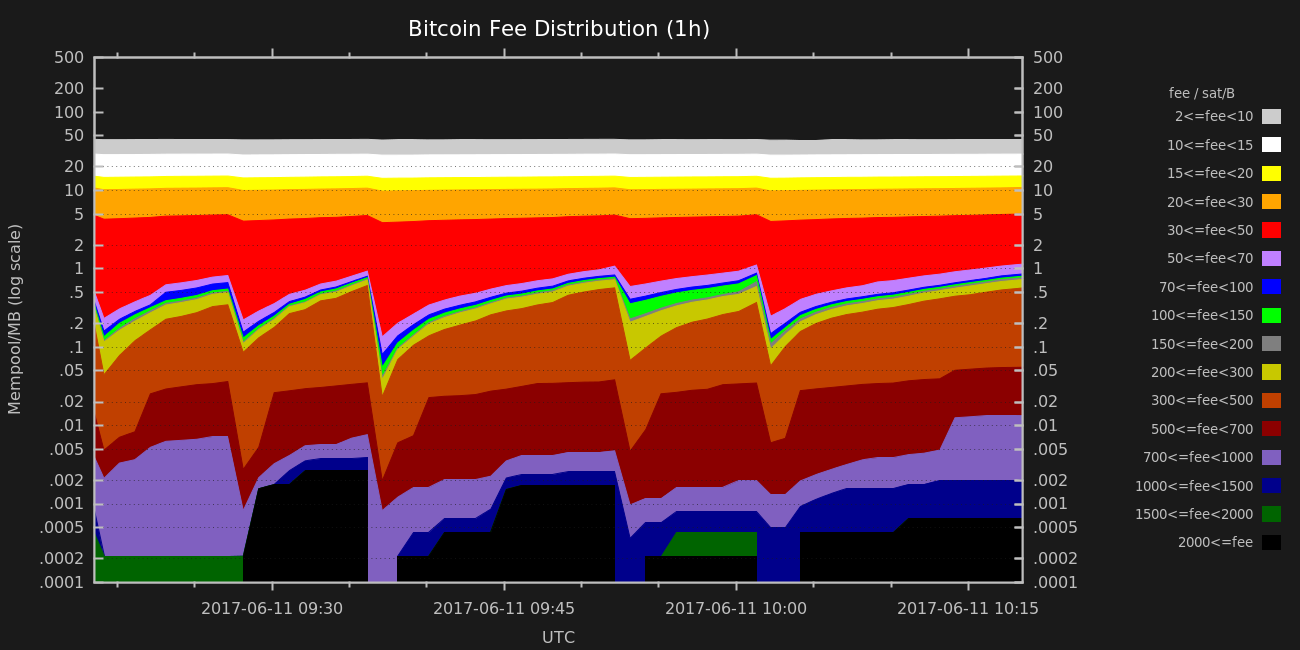 Bitcoin Fee Distribution (1h)
500
200
100
50
20
10
5
2
1
.5
.2
.1
.05
.02
.01
.005
.002
.001
.0005
.0002
.0001
Mempool/MB (log scale)
500
200
100
50
20
10
5
2
1
.5
.2
.1
.05
.02
.01
.005
.002
.001
.0005
.0002
.0001
2017-06-11 09:30
2017-06-11 09:45
2017-06-11 10:00
2017-06-11 10:15
UTC
fee / sat/B
2<=fee<10
10<=fee<15
15<=fee<20
20<=fee<30
30<=fee<50
50<=fee<70
70<=fee<100
100<=fee<150
150<=fee<200
200<=fee<300
300<=fee<500
500<=fee<700
700<=fee<1000
1000<=fee<1500
1500<=fee<2000
2000<=fee